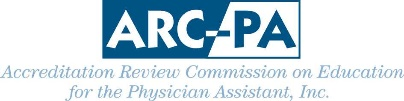 ARC-PA
Accreditation Review Commission on Education
for the Physician Assistant, Inc.